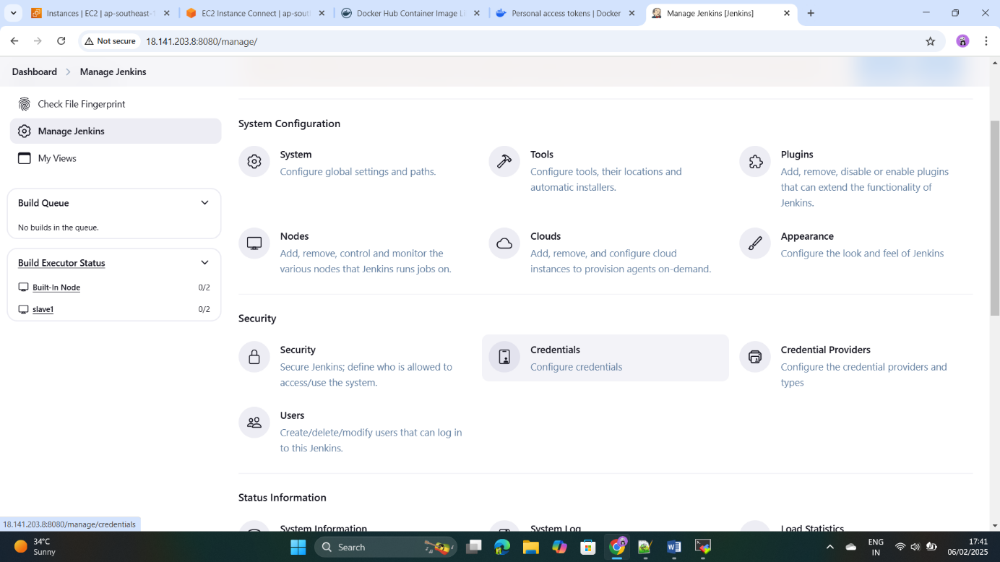 Instances | EC2 | ap-southeast-1
EC2 Instance Connect | ap-sout
Docker Hub Container Image Li
Personal access tokens | Docker
Manage Jenkins [Jenkins]
Not secure
18.141.203.8:8080/manage/
Dashboard
Manage Jenkins
Check File Fingerprint
Manage Jenkins
My Views
Build Queue
No builds in the queue.
Build Executor Status
Built-In Node 0/2
slave1 0/2
System Configuration
System
Configure global settings and paths.
Tools
Configure tools, their locations and
automatic installers.
Plugins
Add, remove, disable or enable plugins
that can extend the functionality of
Jenkins.
Nodes
Add, remove, control and monitor the
various nodes that Jenkins runs jobs on.
Clouds
Add, remove, and configure cloud
instances to provision agents on-demand.
Appearance
Configure the look and feel of Jenkins
Security
Security
Secure Jenkins; define who is allowed to
access/use the system.
Credentials
Configure credentials
Credential Providers
Configure the credential providers and
types
Users
Create/delete/modify users that can log in
to this Jenkins.
Status Information
System Information
System Log
Load Statistics
18.141.203.8:8080/manage/credentials
34°C
Sunny
Search
ENG
IN
17:41
06/02/2025